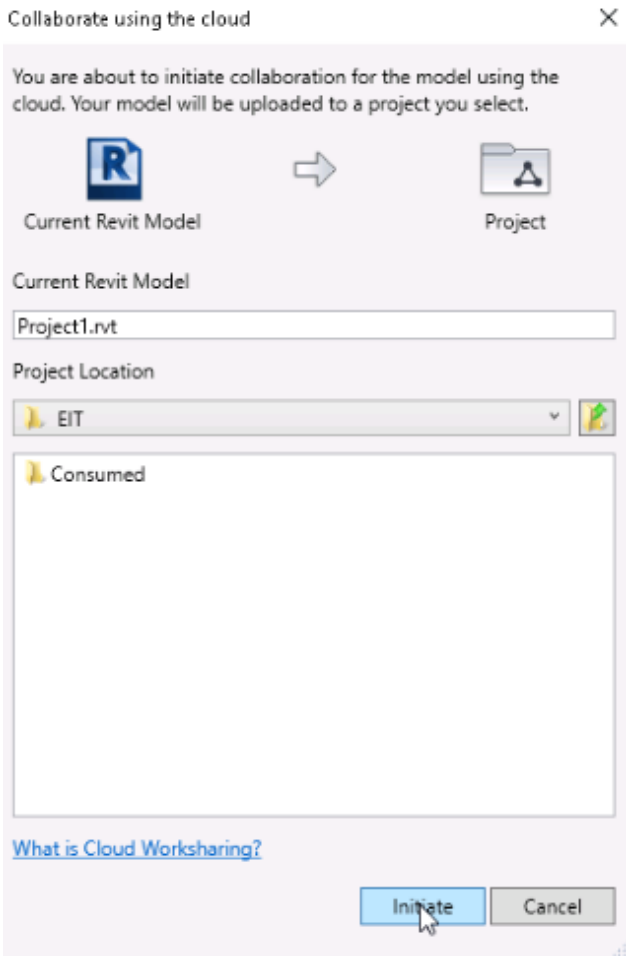 Collaborate using the cloud
You are about to initiate collaboration for the model using the
cloud. Your model will be uploaded to a project you select.
R
Current Revit Model
Project
Current Revit Model
Project1.rvt
Project Location
EIT
Consumed
What is Cloud Worksharing?
Initiate
Cancel